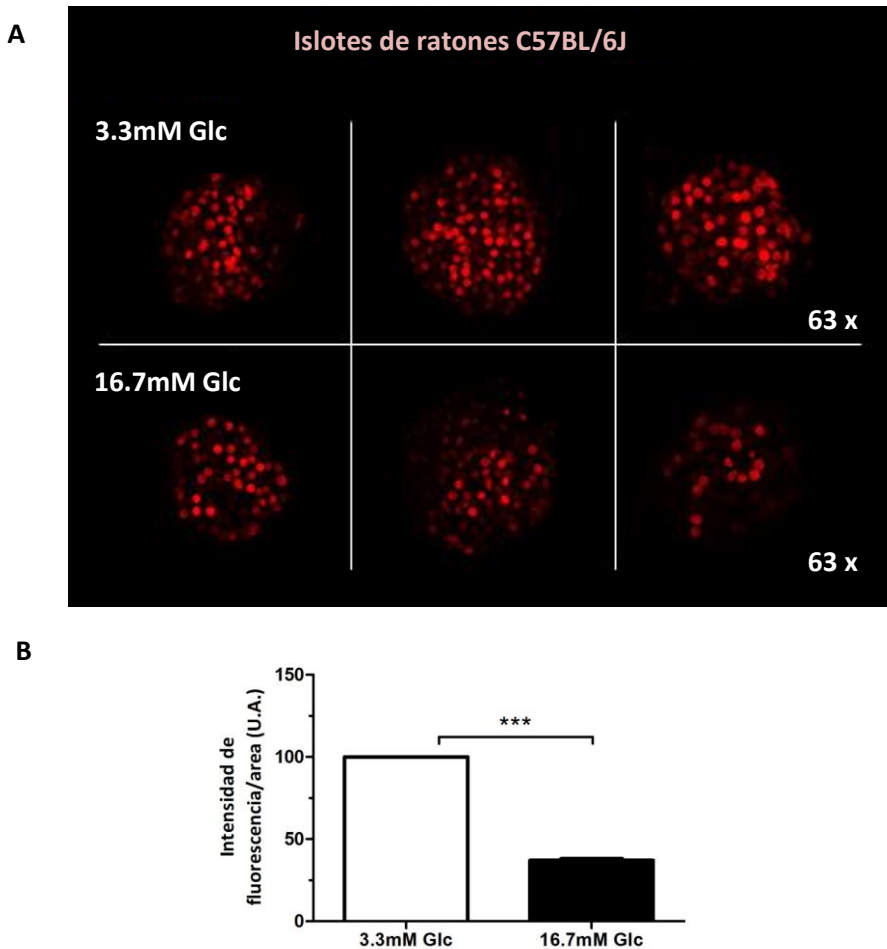 A
Islotes de ratones C57BL/6J
3.3mM Glc
63 x
16.7mM Glc
63 x
B
Intensidad de
fluorescencia/area (U.A.)
150
100
50
0
***
3.3mM Glc
16.7mM Glc